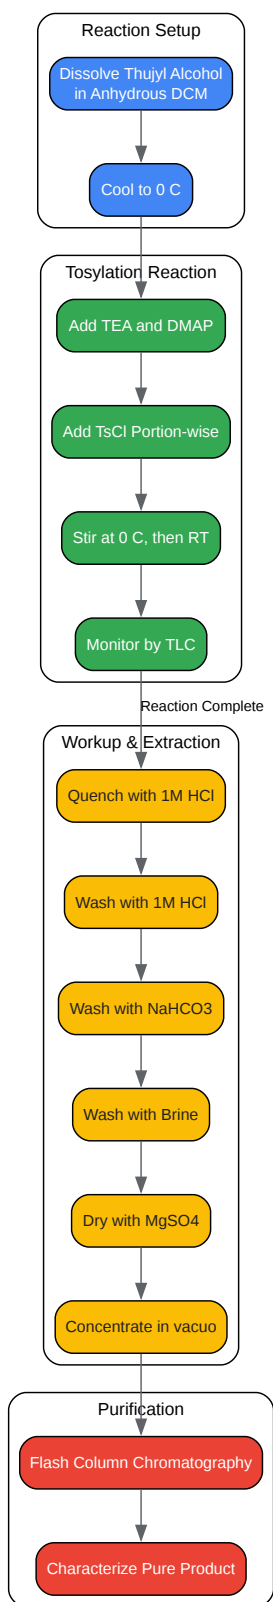 Reaction Setup
Dissolve Thujyl Alcohol
in Anhydrous DCM
Cool to 0 C
Tosylation Reaction
Add TEA and DMAP
Add TsCl Portion-wise
Stir at 0 C, then RT
Monitor by TLC
Reaction Complete
Workup & Extraction
Quench with 1M HCl
Wash with 1M HCl
Wash with NaHCO3
Wash with Brine
Dry with MgSO4
Concentrate in vacuo
Purification
Flash Column Chromatography
Characterize Pure Product